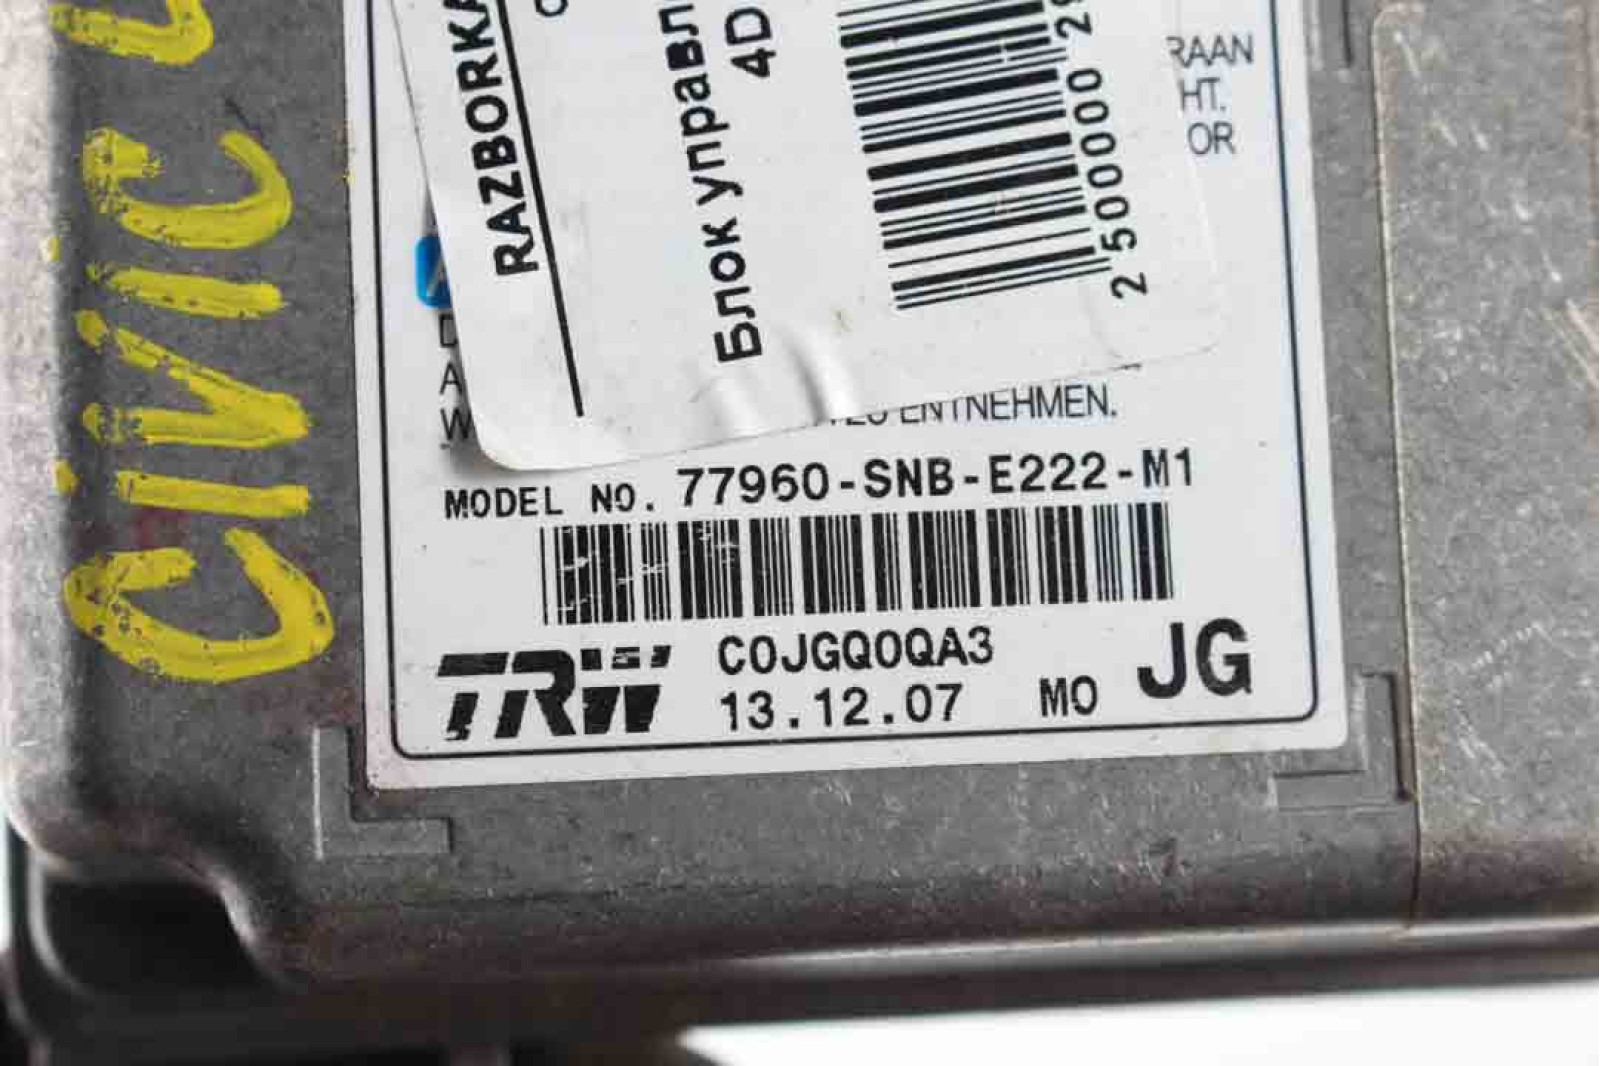 CIVIC
RAZBORKA
Блок управл
4D
2500000 2
RAAN
HT.
OR
ENTNEHMEN.
MODEL NO. 77960-SNB-E222-M1
TRW C0JGQ0QA3
13.12.07 MO JG